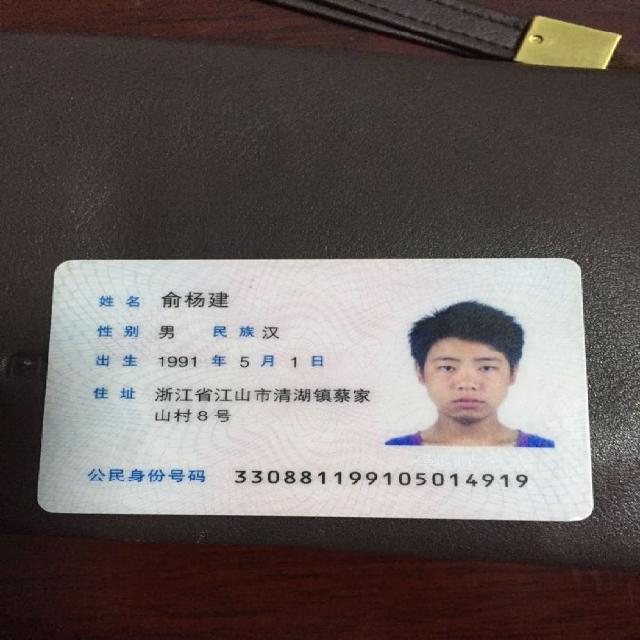 姓名 俞杨建
性别 男 民族 汉
出生 1991 年 5 月 1 日
住址 浙江省江山市清湖镇蔡家
山村8号
公民身份号码 330881199105014919